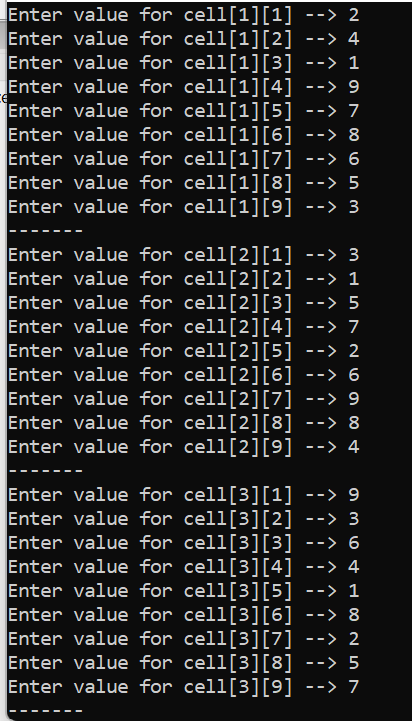 Enter value for cell[1][1] --> 2
Enter value for cell[1][2] --> 4
Enter value for cell[1][3] --> 1
Enter value for cell[1][4] --> 9
Enter value for cell[1][5] --> 7
Enter value for cell[1][6] --> 8
Enter value for cell[1][7] --> 6
Enter value for cell[1][8] --> 5
Enter value for cell[1][9] --> 3
-------
Enter value for cell[2][1] --> 3
Enter value for cell[2][2] --> 1
Enter value for cell[2][3] --> 5
Enter value for cell[2][4] --> 7
Enter value for cell[2][5] --> 2
Enter value for cell[2][6] --> 6
Enter value for cell[2][7] --> 9
Enter value for cell[2][8] --> 8
Enter value for cell[2][9] --> 4
-------
Enter value for cell[3][1] --> 9
Enter value for cell[3][2] --> 3
Enter value for cell[3][3] --> 6
Enter value for cell[3][4] --> 4
Enter value for cell[3][5] --> 1
Enter value for cell[3][6] --> 8
Enter value for cell[3][7] --> 2
Enter value for cell[3][8] --> 5
Enter value for cell[3][9] --> 7
-------